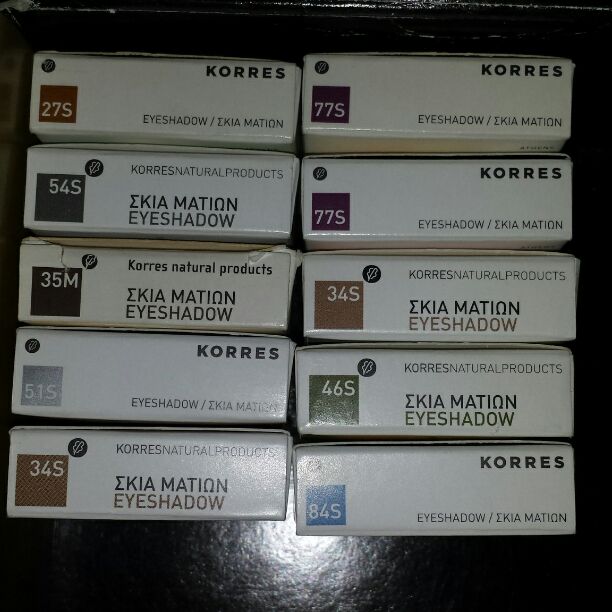 KORRES
27S
EYESHADOW / ΣΚΙΑ ΜΑΤΙΩΝ
KORRESNATURALPRODUCTS
54S
ΣΚΙΑ ΜΑΤΙΩΝ
EYESHADOW
Korres natural products
35M
ΣΚΙΑ ΜΑΤΙΩΝ
EYESHADOW
KORRES
51S
EYESHADOW / ΣΚΙΑ ΜΑΤΙΩΝ
KORRESNATURALPRODUCTS
34S
ΣΚΙΑ ΜΑΤΙΩΝ
EYESHADOW
KORRES
77S
EYESHADOW / ΣΚΙΑ ΜΑΤΙΩΝ
KORRES
77S
EYESHADOW / ΣΚΙΑ ΜΑΤΙΩΝ
KORRESNATURALPRODUCTS
34S
ΣΚΙΑ ΜΑΤΙΩΝ
EYESHADOW
KORRESNATURALPRODUCTS
46S
ΣΚΙΑ ΜΑΤΙΩΝ
EYESHADOW
KORRES
84S
EYESHADOW / ΣΚΙΑ ΜΑΤΙΩΝ